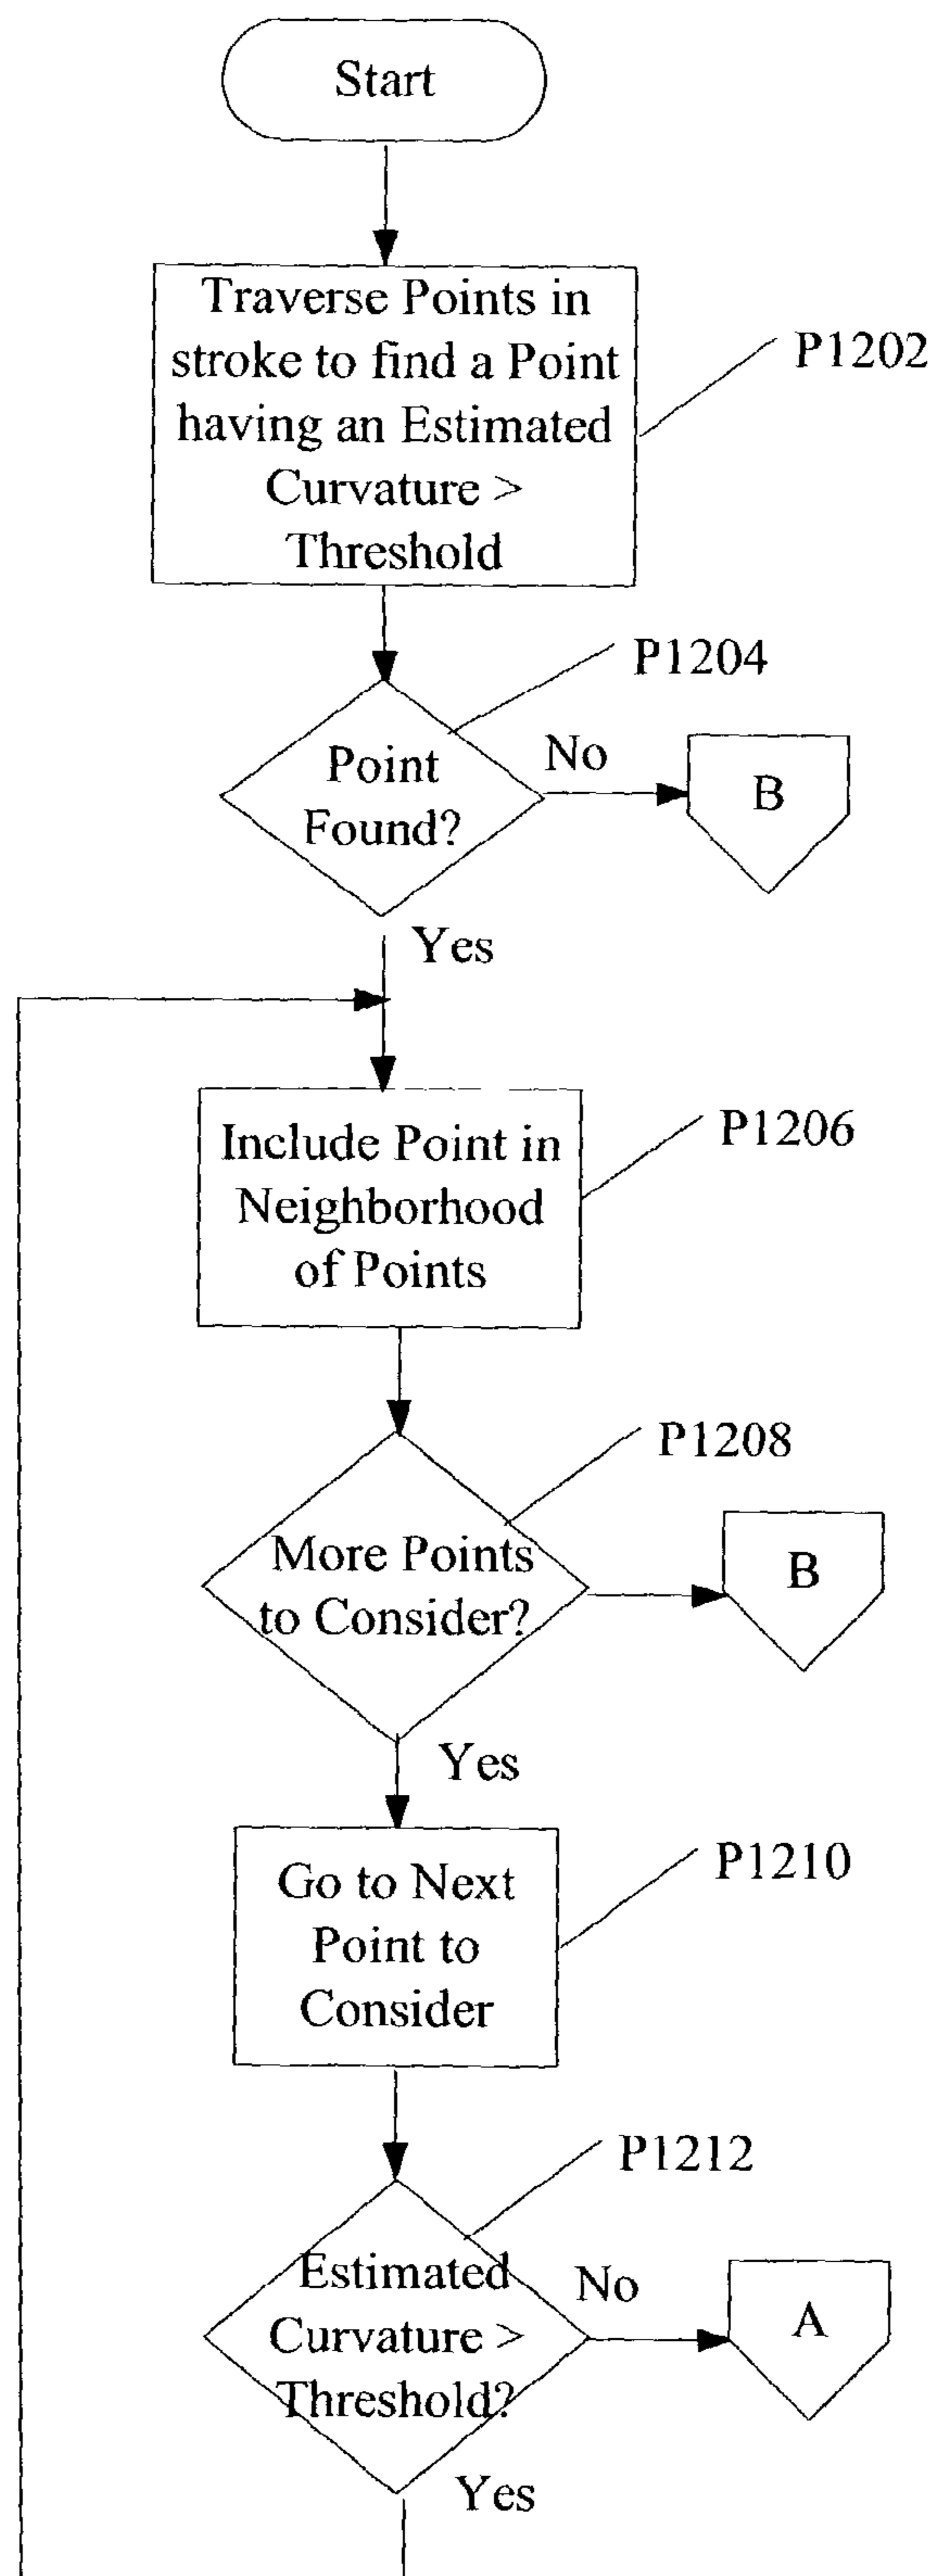 Start
Traverse Points in
stroke to find a Point
having an Estimated
Curvature >
Threshold
P1202
P1204
Point
Found?
No
B
Yes
Include Point in
Neighborhood
of Points
P1206
P1208
More Points
to Consider?
B
Yes
Go to Next
Point to
Consider
P1210
P1212
Estimated
Curvature >
Threshold?
No
A
Yes